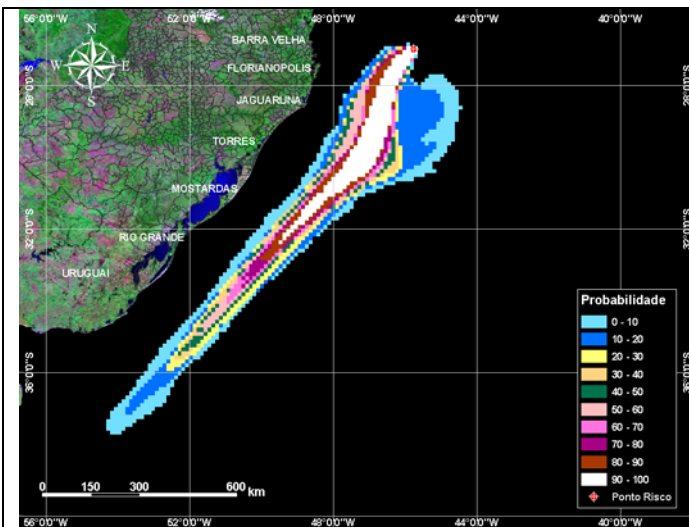 56°0'0"W 52°0'0"W 48°0'0"W 44°0'0"W 40°0'0"W
N
W E
S
BARRA VELHA
FLORIANOPOLIS
28°0'0"S 28°0'0"S
JAGUARUNA
TORRES
MOSTARDAS
32°0'0"S 32°0'0"S
RIO GRANDE
URUGUAI
36°0'0"S 36°0'0"S
Probabilidade
0 - 10
10 - 20
20 - 30
30 - 40
40 - 50
50 - 60
60 - 70
70 - 80
80 - 90
90 - 100
Ponto Risco
0 150 300 600 km
56°0'0"W 52°0'0"W 48°0'0"W 44°0'0"W 40°0'0"W